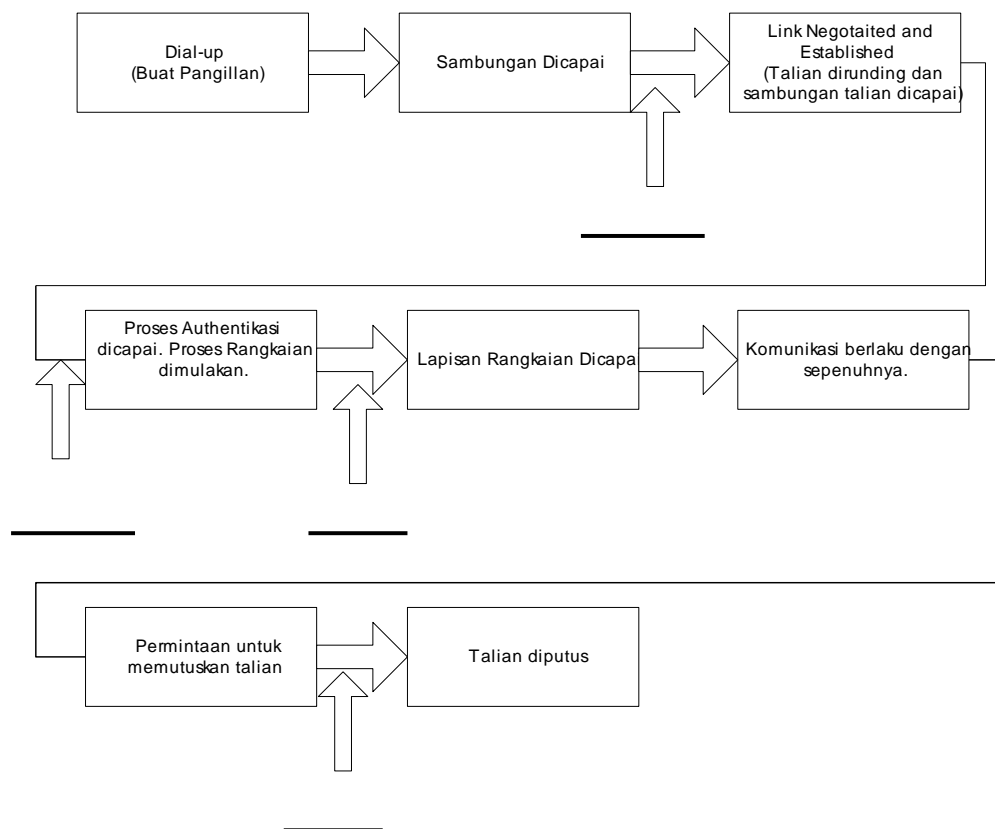 Dial-up
(Buat Pangillan)
Sambungan Dicapai
Link Negotaited and
Established
(Talian dirunding dan
sambungan talian dicapai)
Proses Authentikasi
dicapai. Proses Rangkaian
dimulakan.
Lapisan Rangkaian Dicapai
Komunikasi berlaku dengan
sepenuhnya.
Permintaan untuk
memutuskan talian
Talian diputus